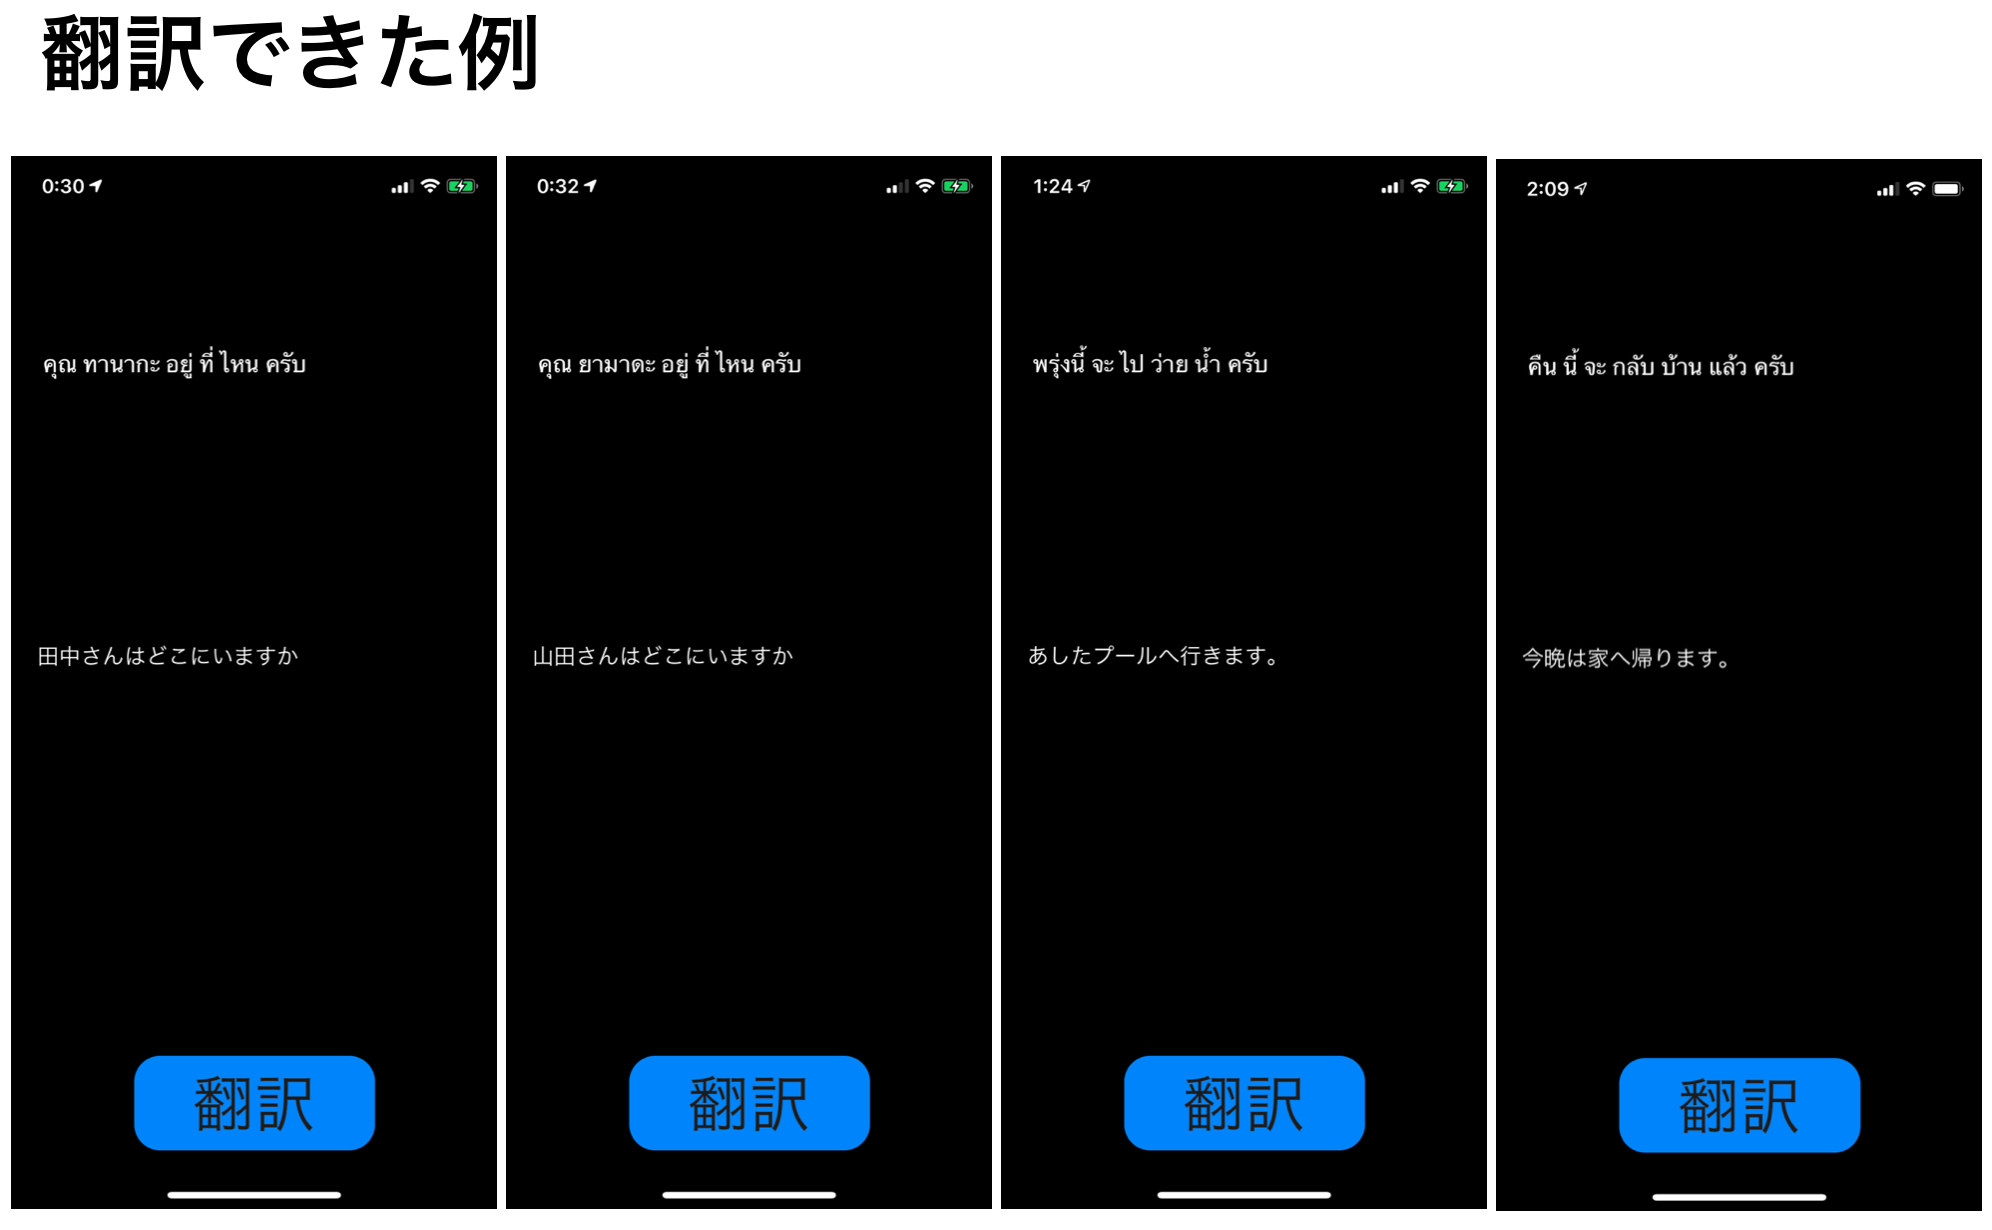 翻訳できた例
0:30
คุณ ทานากะ อยู่ ที่ ไหน ครับ
田中さんはどこにいますか
翻訳
0:32
คุณ ยามาดะ อยู่ ที่ ไหน ครับ
山田さんはどこにいますか
翻訳
1:24
พรุ่งนี้ จะ ไป ว่าย น้ำ ครับ
あしたプールへ行きます。
翻訳
2:09
คืน นี้ จะ กลับ บ้าน แล้ว ครับ
今晩は家へ帰ります。
翻訳